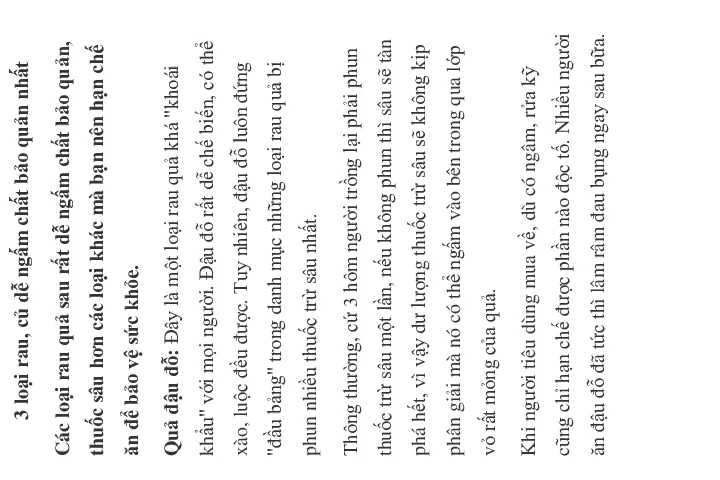 3 loại rau, củ dễ ngấm chất bảo quản nhất
Các loại rau quả sau rất dễ ngấm chất bảo quản,
thuốc sâu hơn các loại khác mà bạn nên hạn chế
ăn để bảo vệ sức khỏe.
Quả đậu đỗ: Đây là một loại rau quả khá "khoái
khẩu" với mọi người. Đậu đỗ rất dễ chế biến, có thể
xào, luộc đều được. Tuy nhiên, đậu đỗ luôn đứng
"đầu bảng" trong danh mục những loại rau quả bị
phun nhiều thuốc trừ sâu nhất.
Thông thường, cứ 3 hôm người trồng lại phải phun
thuốc trừ sâu một lần, nếu không phun thì sâu sẽ tàn
phá hết, vì vậy dư lượng thuốc trừ sâu sẽ không kịp
phân giải mà nó có thể ngấm vào bên trong qua lớp
vỏ rất mỏng của quả.
Khi người tiêu dùng mua về, dù có ngâm, rửa kỹ
cũng chỉ hạn chế được phần nào độc tố. Nhiều người
ăn đậu đỗ đã tức thì lâm râm đau bụng ngay sau bữa.